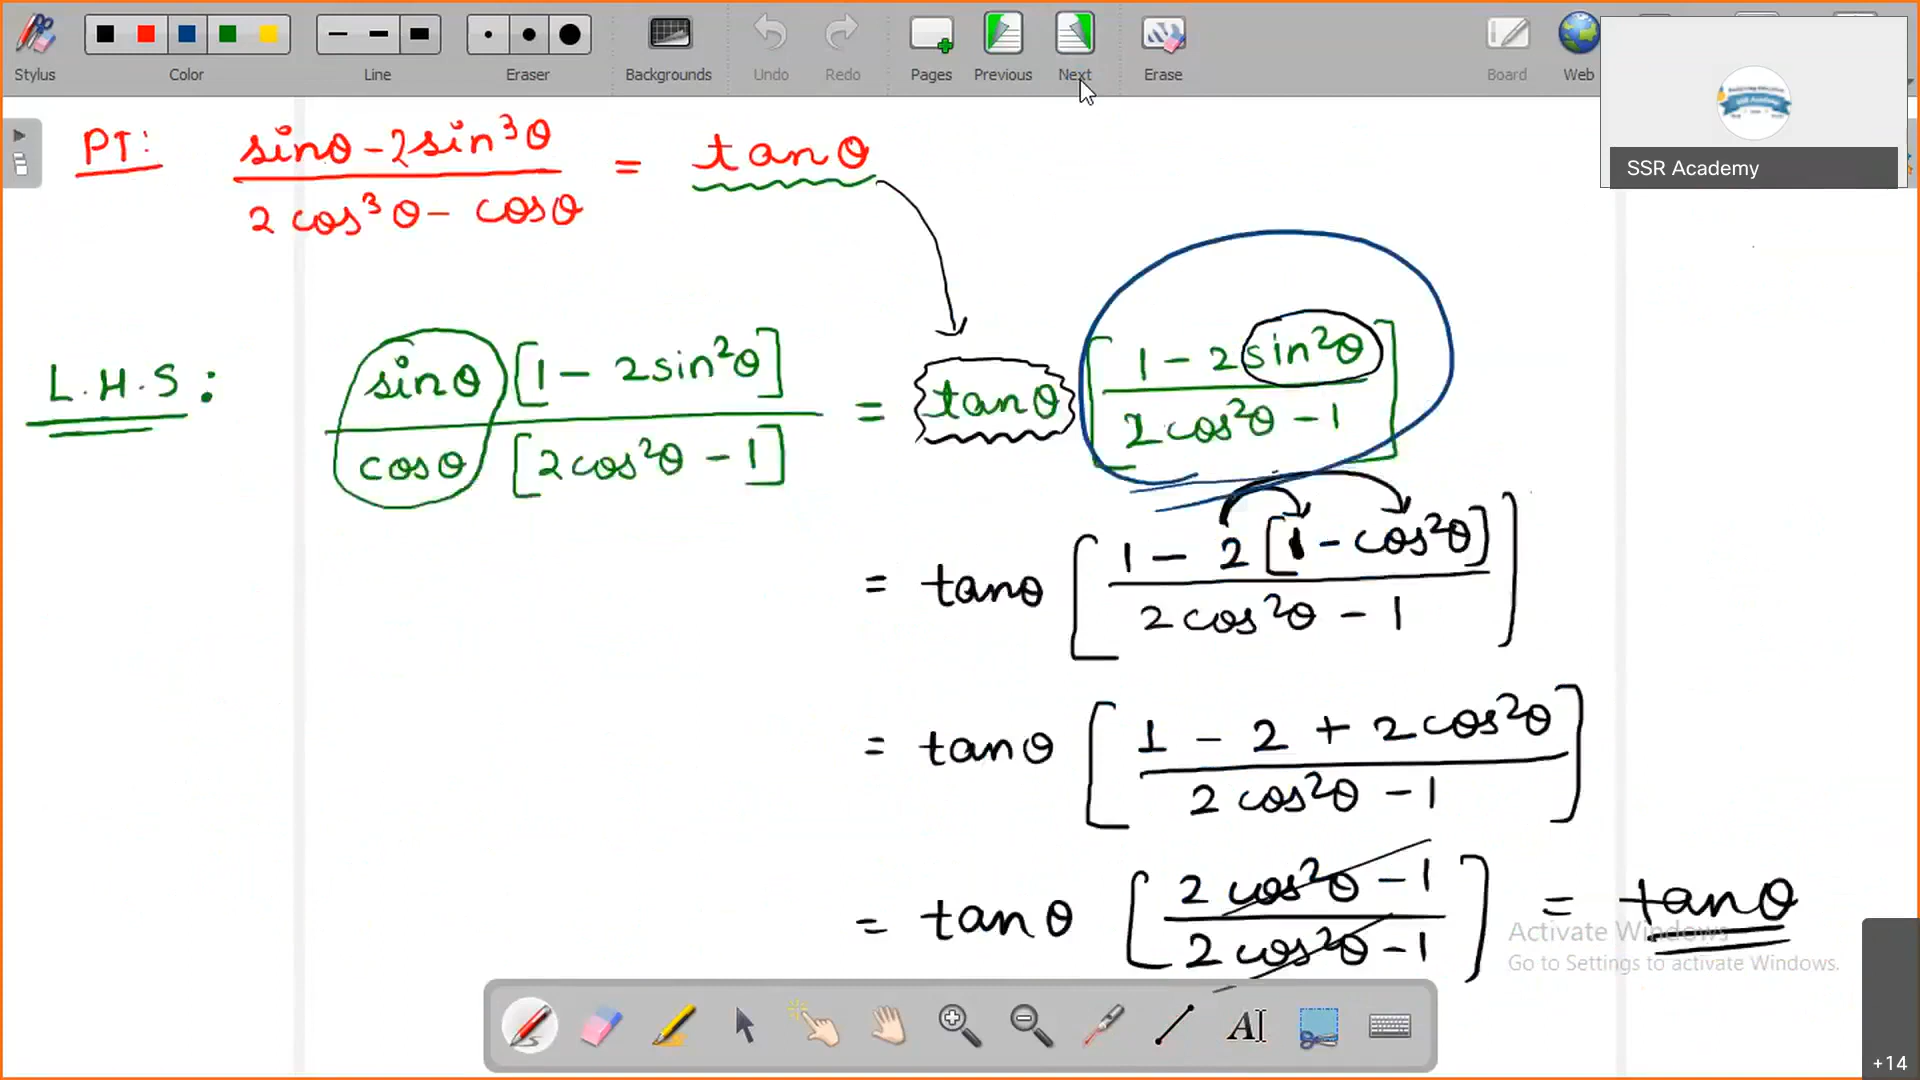 Stylus Color Line Eraser Backgrounds Undo Redo Pages Previous Next Erase Board Web
SSR Academy
PT: sinθ - 2sin³θ / 2cos³θ - cosθ = tanθ
L.H.S: sinθ [1 - 2sin²θ] / cosθ [2cos²θ - 1] = tanθ [1 - 2sin²θ / 2cos²θ - 1]
= tanθ [1 - 2[1 - cos²θ] / 2cos²θ - 1]
= tanθ [1 - 2 + 2cos²θ / 2cos²θ - 1]
= tanθ [2cos²θ - 1 / 2cos²θ - 1] = tanθ
Activate Windows
Go to Settings to activate Windows.
AI
+14